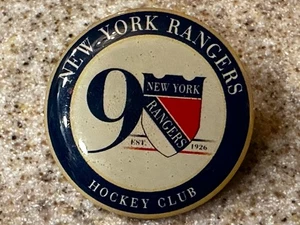 NEW YORK RANGERS
9
NEW YORK
RANGERS
EST. 1926
HOCKEY CLUB